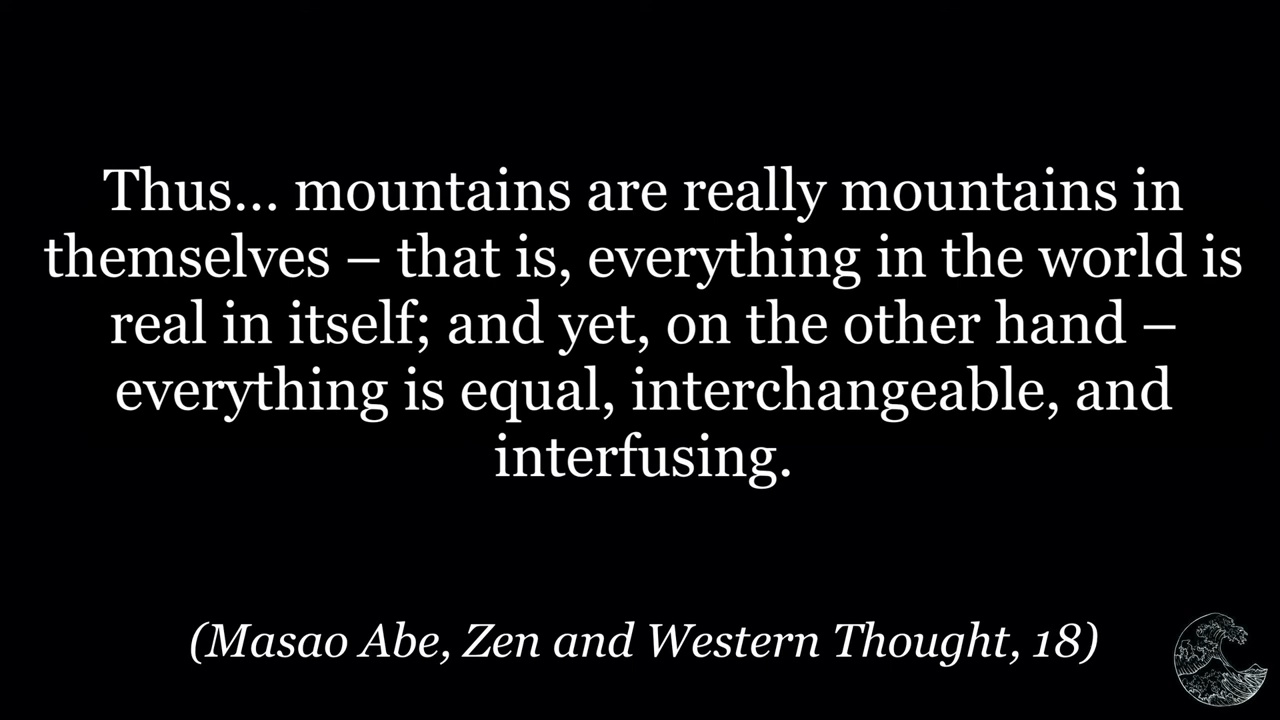 Thus... mountains are really mountains in
themselves – that is, everything in the world is
real in itself; and yet, on the other hand –
everything is equal, interchangeable, and
interfusing.
(Masao Abe, Zen and Western Thought, 18)